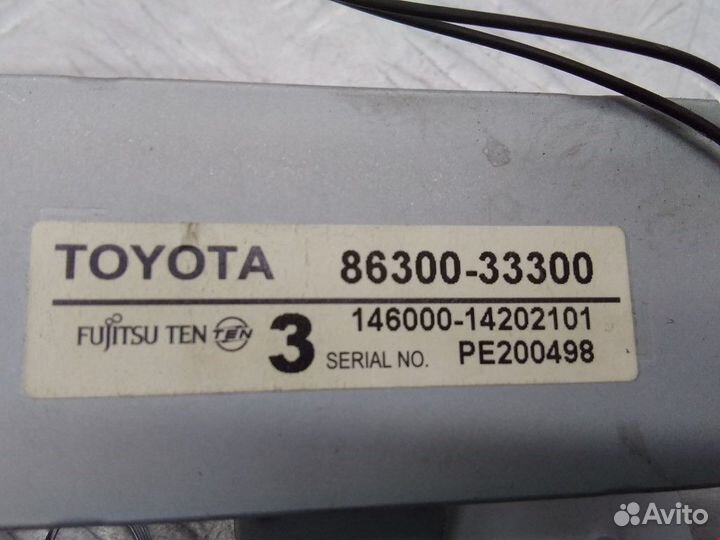 TOYOTA 86300-33300
FUJITSU TEN TEN 3 146000-14202101
SERIAL NO. PE200498
Avito